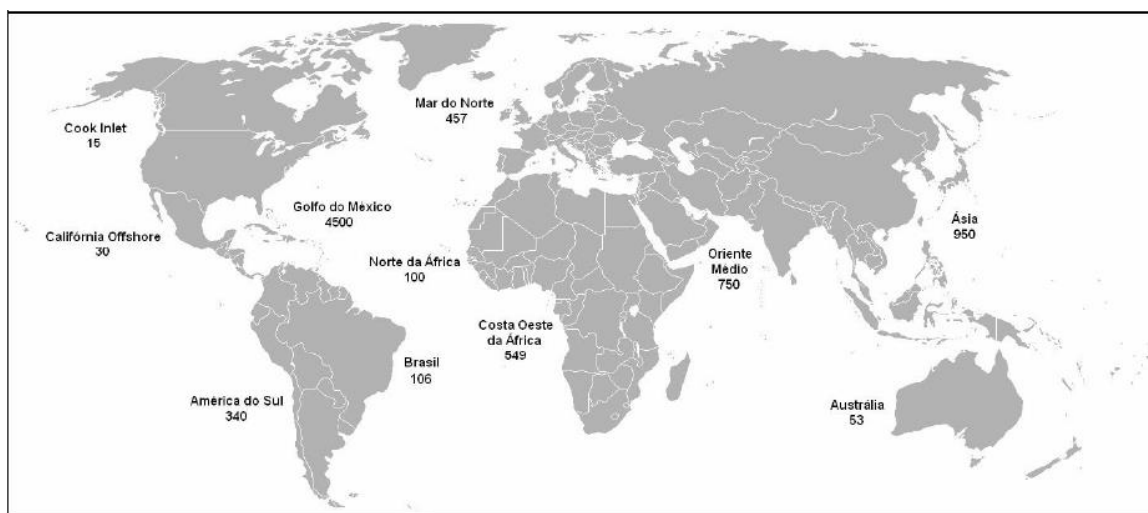 Mar do Norte
457
Cook Inlet
15
Golfo do México
4500
Califórnia Offshore
30
Norte da África
100
Ásia
950
Oriente
Médio
750
Costa Oeste
da África
549
Brasil
106
América do Sul
340
Austrália
53